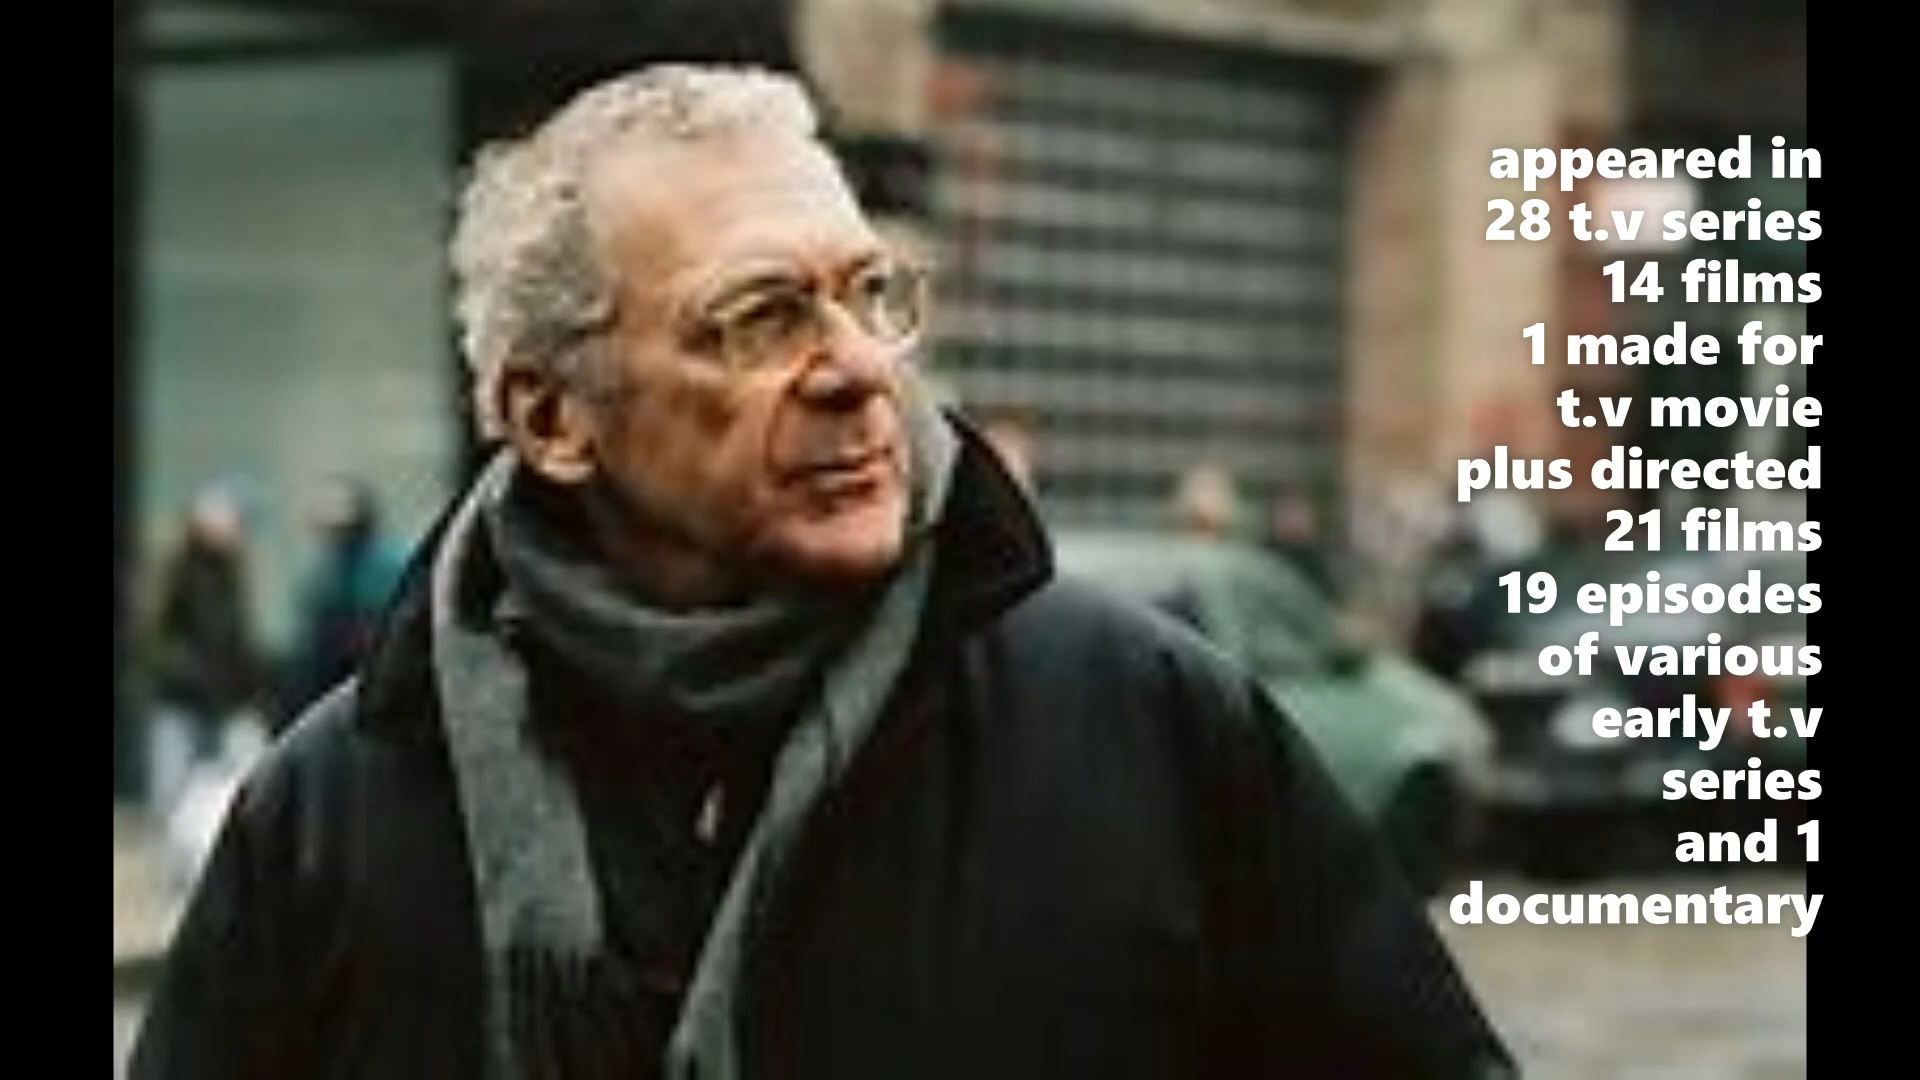 appeared in
28 t.v series
14 films
1 made for
t.v movie
plus directed
21 films
19 episodes
of various
early t.v
series
and 1
documentary